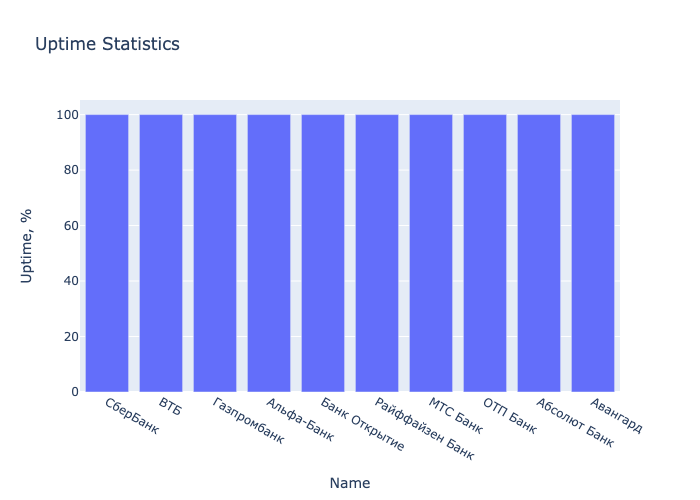 Uptime Statistics
Uptime, %
100
80
60
40
20
0
СберБанк
ВТБ
Газпромбанк
Альфа-Банк
Банк Открытие
Райффайзен Банк
МТС Банк
ОТП Банк
Абсолют Банк
Авангард
Name